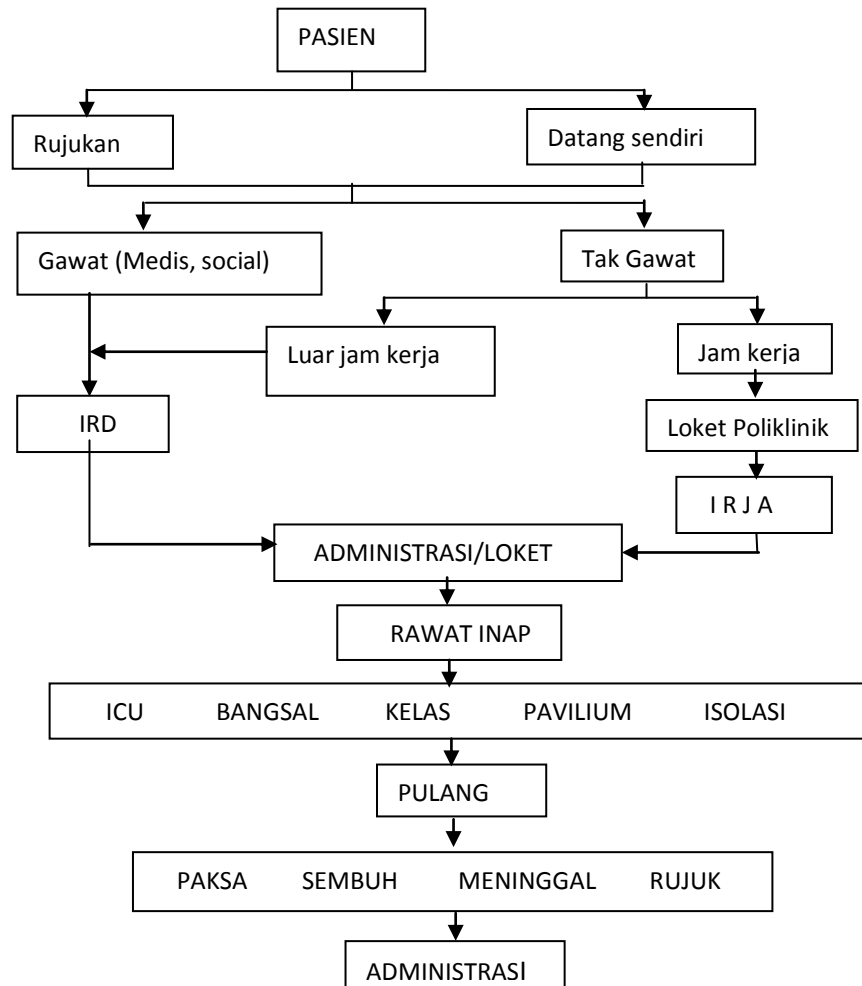 PASIEN
Rujukan
Datang sendiri
Gawat (Medis, social)
Tak Gawat
Luar jam kerja
Jam kerja
IRD
Loket Poliklinik
I R J A
ADMINISTRASI/LOKET
RAWAT INAP
ICU BANGSAL KELAS PAVILIUM ISOLASI
PULANG
PAKSA SEMBUH MENINGGAL RUJUK
ADMINISTRASI